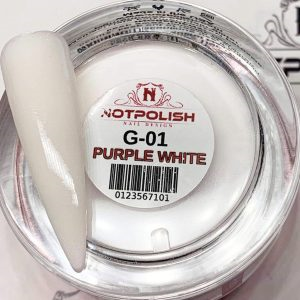 N
NOTPOLISH
NAIL DESIGN
G-01
PURPLE WHITE
0123567101